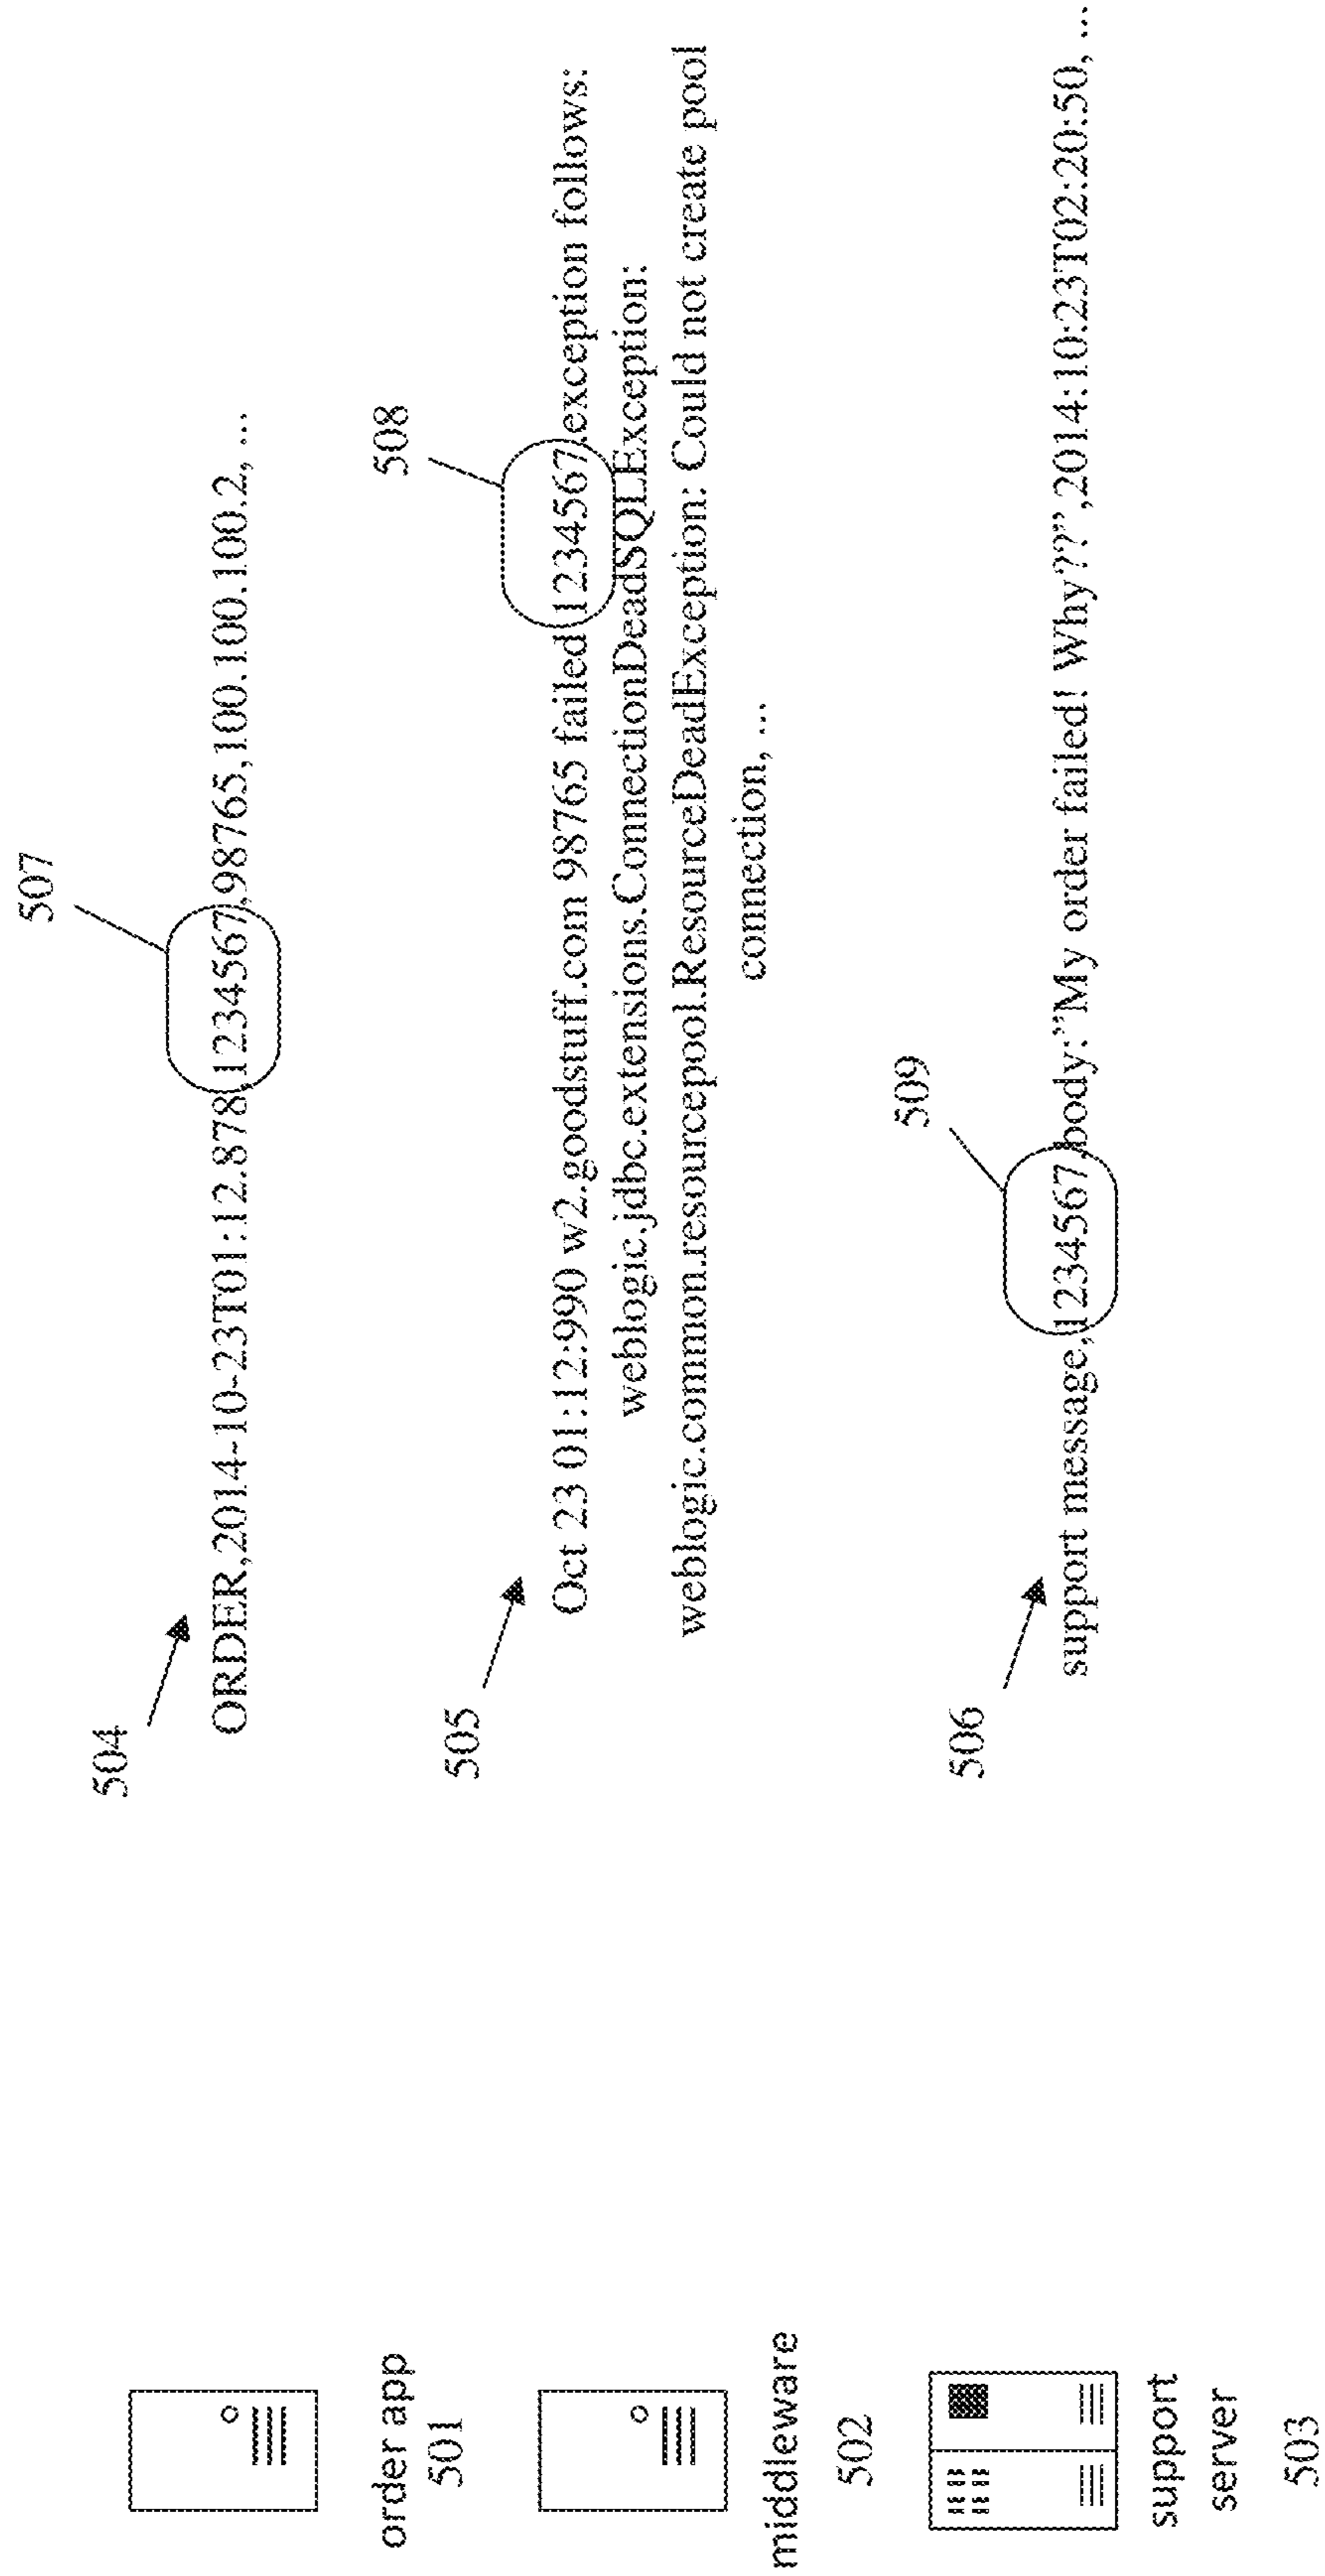 507
504
ORDER,2014-10-23T01:12.878,1234567,98765,100.100.100.2, ...
order app
501
508
505
Oct 23 01:12:990 w2.goodstuff.com 98765 failed 1234567.exception follows:
weblogic.jdbc.extensions.ConnectionDeadSQLException:
weblogic.common.resourcepool.ResourceDeadException: Could not create pool
connection, ...
middleware
502
509
506
support message,1234567,body:”My order failed! Why??”,2014:10:23T02:20:50, ...
support
server
503